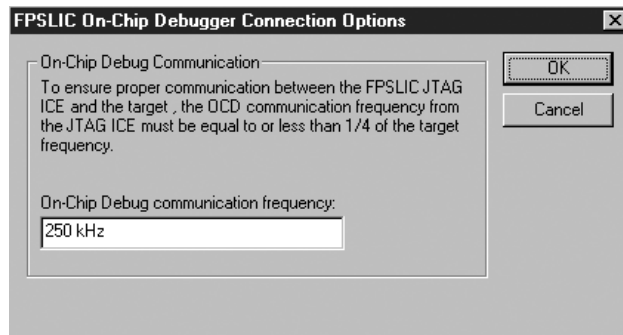 FPSLIC On-Chip Debugger Connection Options
On-Chip Debug Communication
To ensure proper communication between the FPSLIC JTAG
ICE and the target , the OCD communication frequency from
the JTAG ICE must be equal to or less than 1/4 of the target
frequency.
On-Chip Debug communication frequency:
250 kHz
OK
Cancel